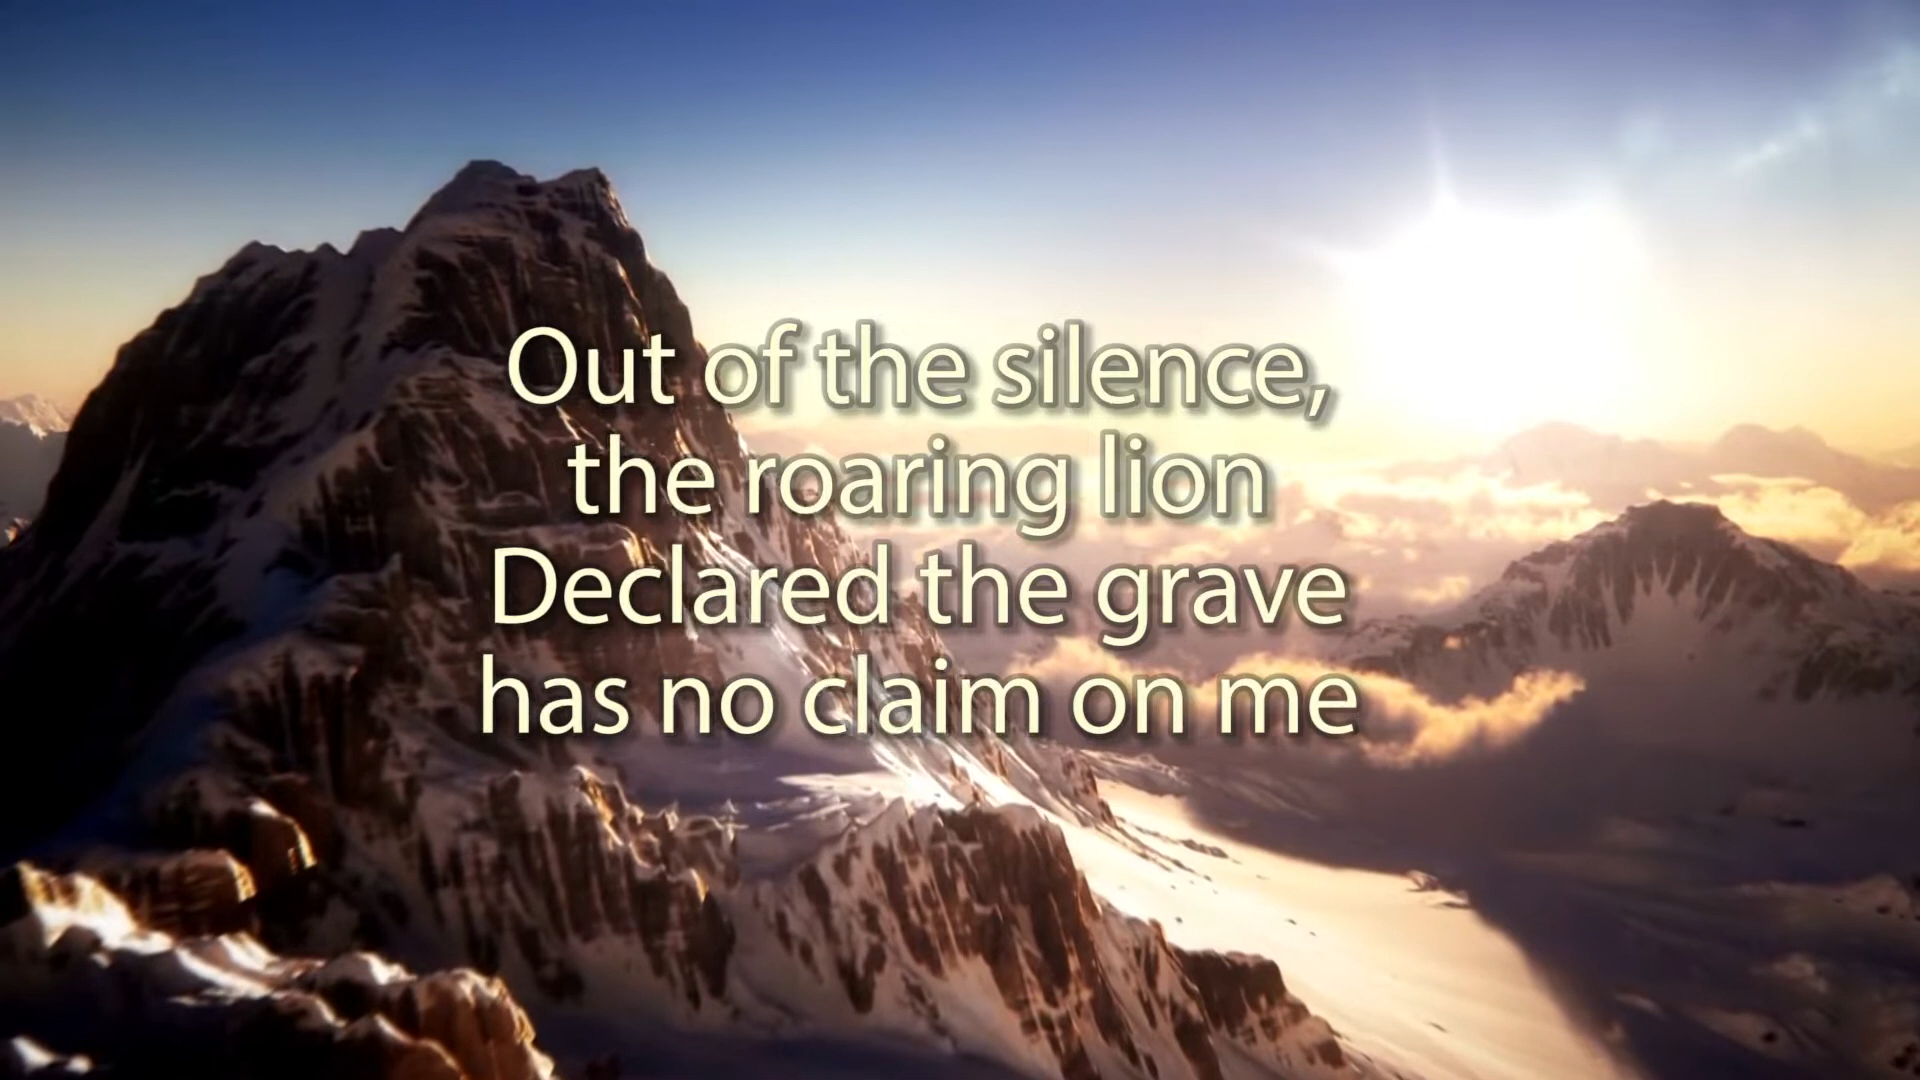 Out of the silence,
the roaring lion
Declared the grave
has no claim on me